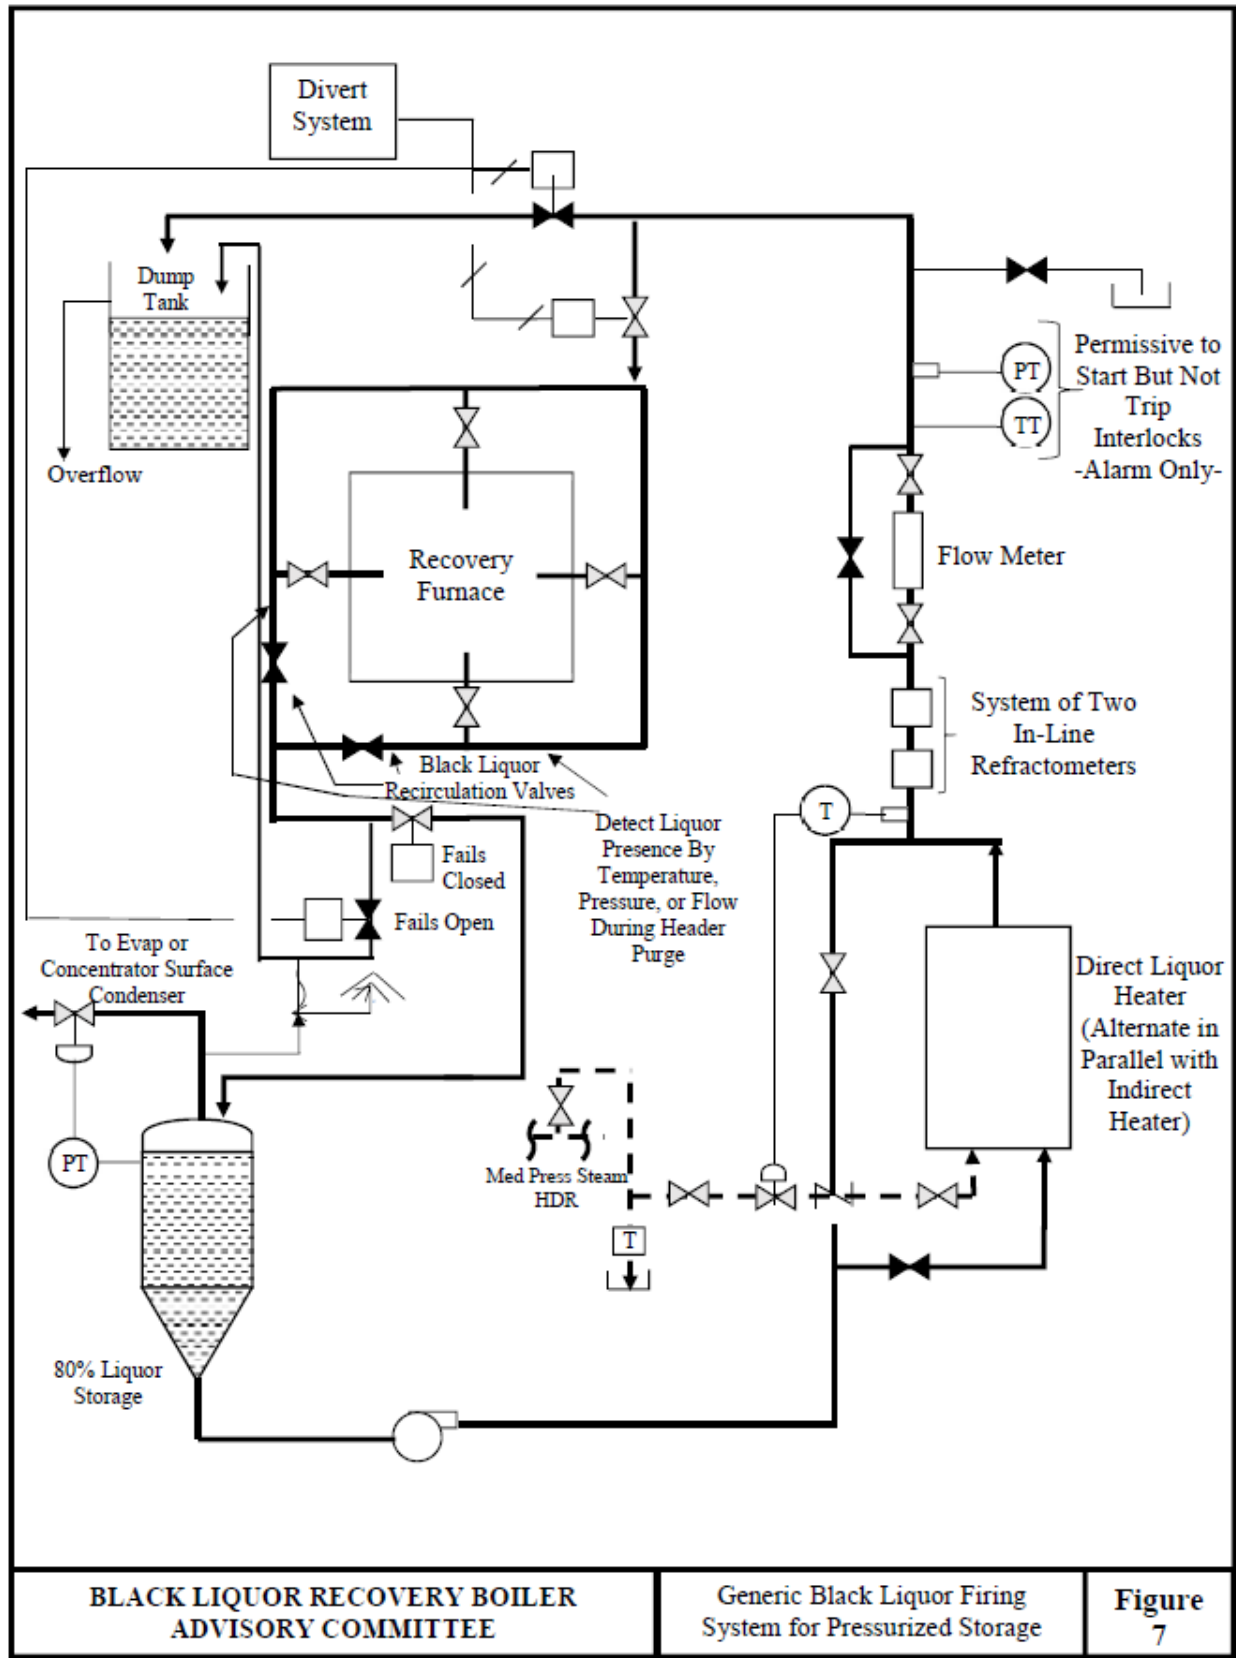 Divert
System
Dump
Tank
Overflow
Recovery
Furnace
Permissive to
Start But Not
Trip
Interlocks
-Alarm Only-
PT
TT
Flow Meter
System of Two
In-Line
Refractometers
Black Liquor
Recirculation Valves
T
Detect Liquor
Presence By
Temperature,
Pressure, or Flow
During Header
Purge
Fails
Closed
Fails Open
To Evap or
Concentrator Surface
Condenser
Direct Liquor
Heater
(Alternate in
Parallel with
Indirect
Heater)
PT
Med Press Steam
HDR
T
80% Liquor
Storage
BLACK LIQUOR RECOVERY BOILER
ADVISORY COMMITTEE
Generic Black Liquor Firing
System for Pressurized Storage
Figure
7